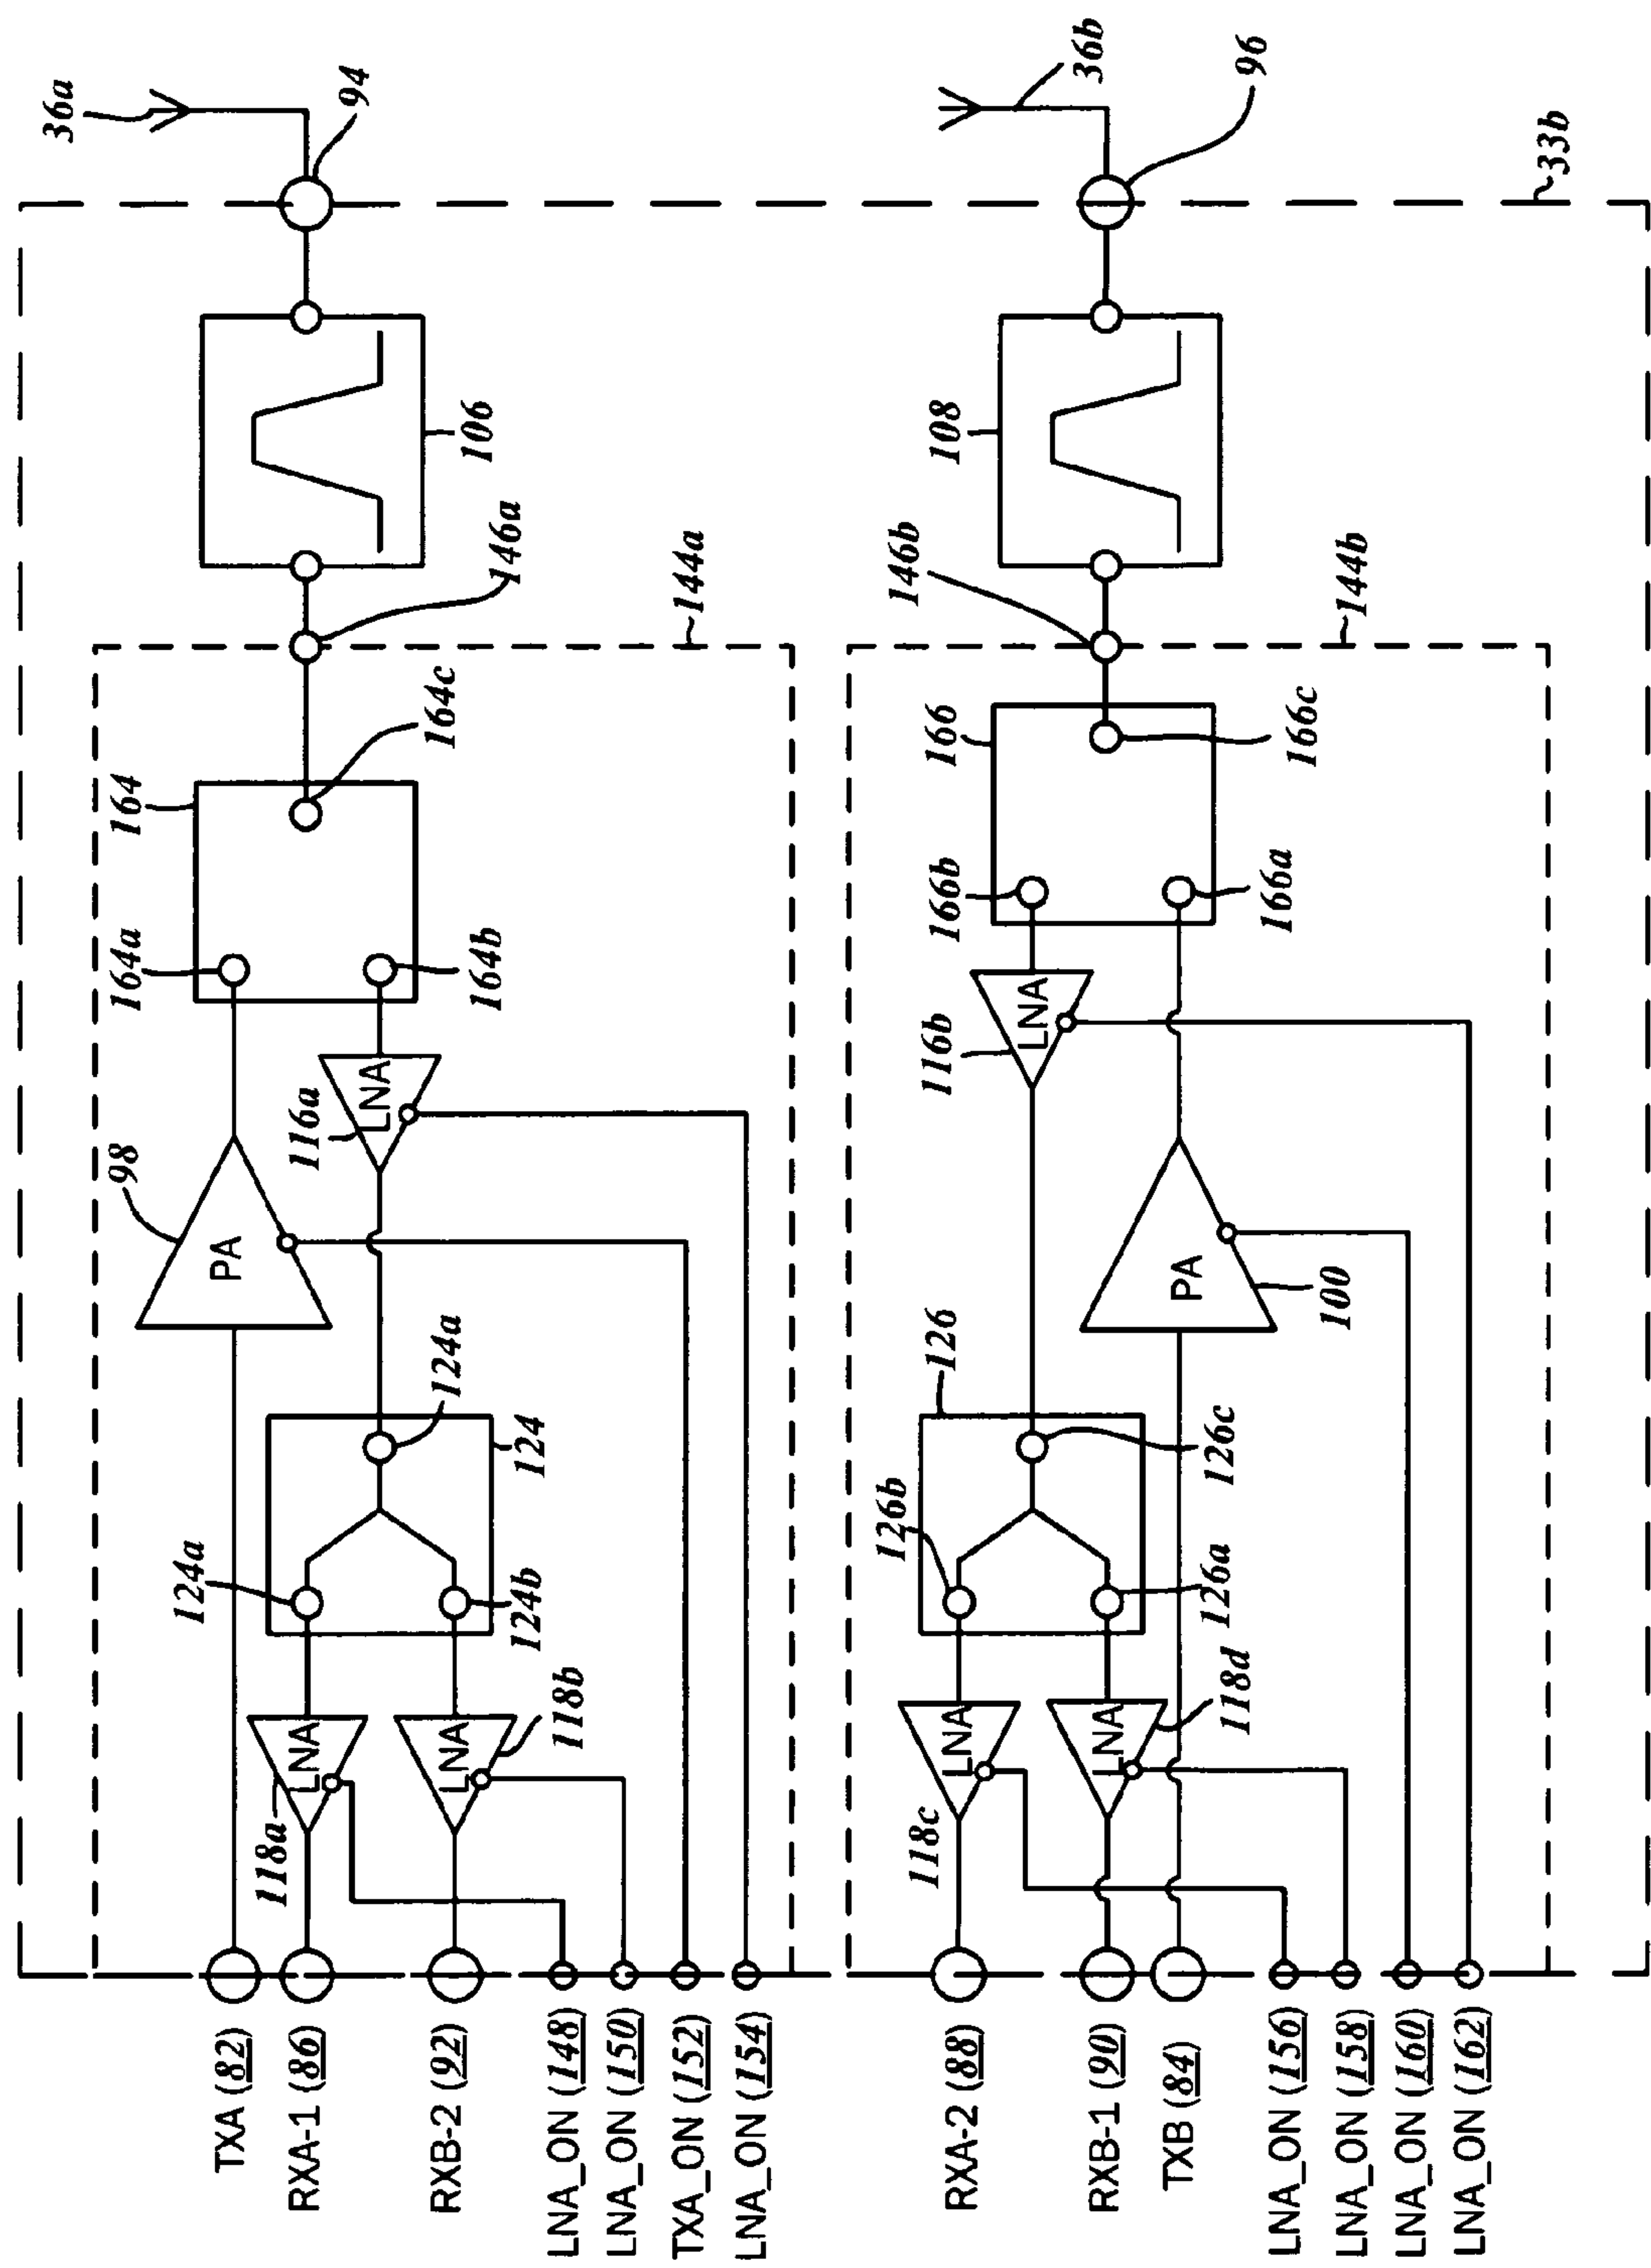 36a
94
36b
96
33b
106
108
146a
144a
146b
144b
164
164c
166
166c
164a
164b
166b
166a
98
PA
116a
LNA
116b
LNA
PA
100
124a
124
126
126c
124a
124b
126b
126a
118a
LNA
LNA
118b
118c
LNA
LNA
118d
TXA (82)
RXA-1 (86)
RXB-2 (92)
LNA_ON (148)
LNA_ON (150)
TXA_ON (152)
LNA_ON (154)
RXA-2 (88)
RXB-1 (90)
TXB (84)
LNA_ON (156)
LNA_ON (158)
LNA_ON (160)
LNA_ON (162)